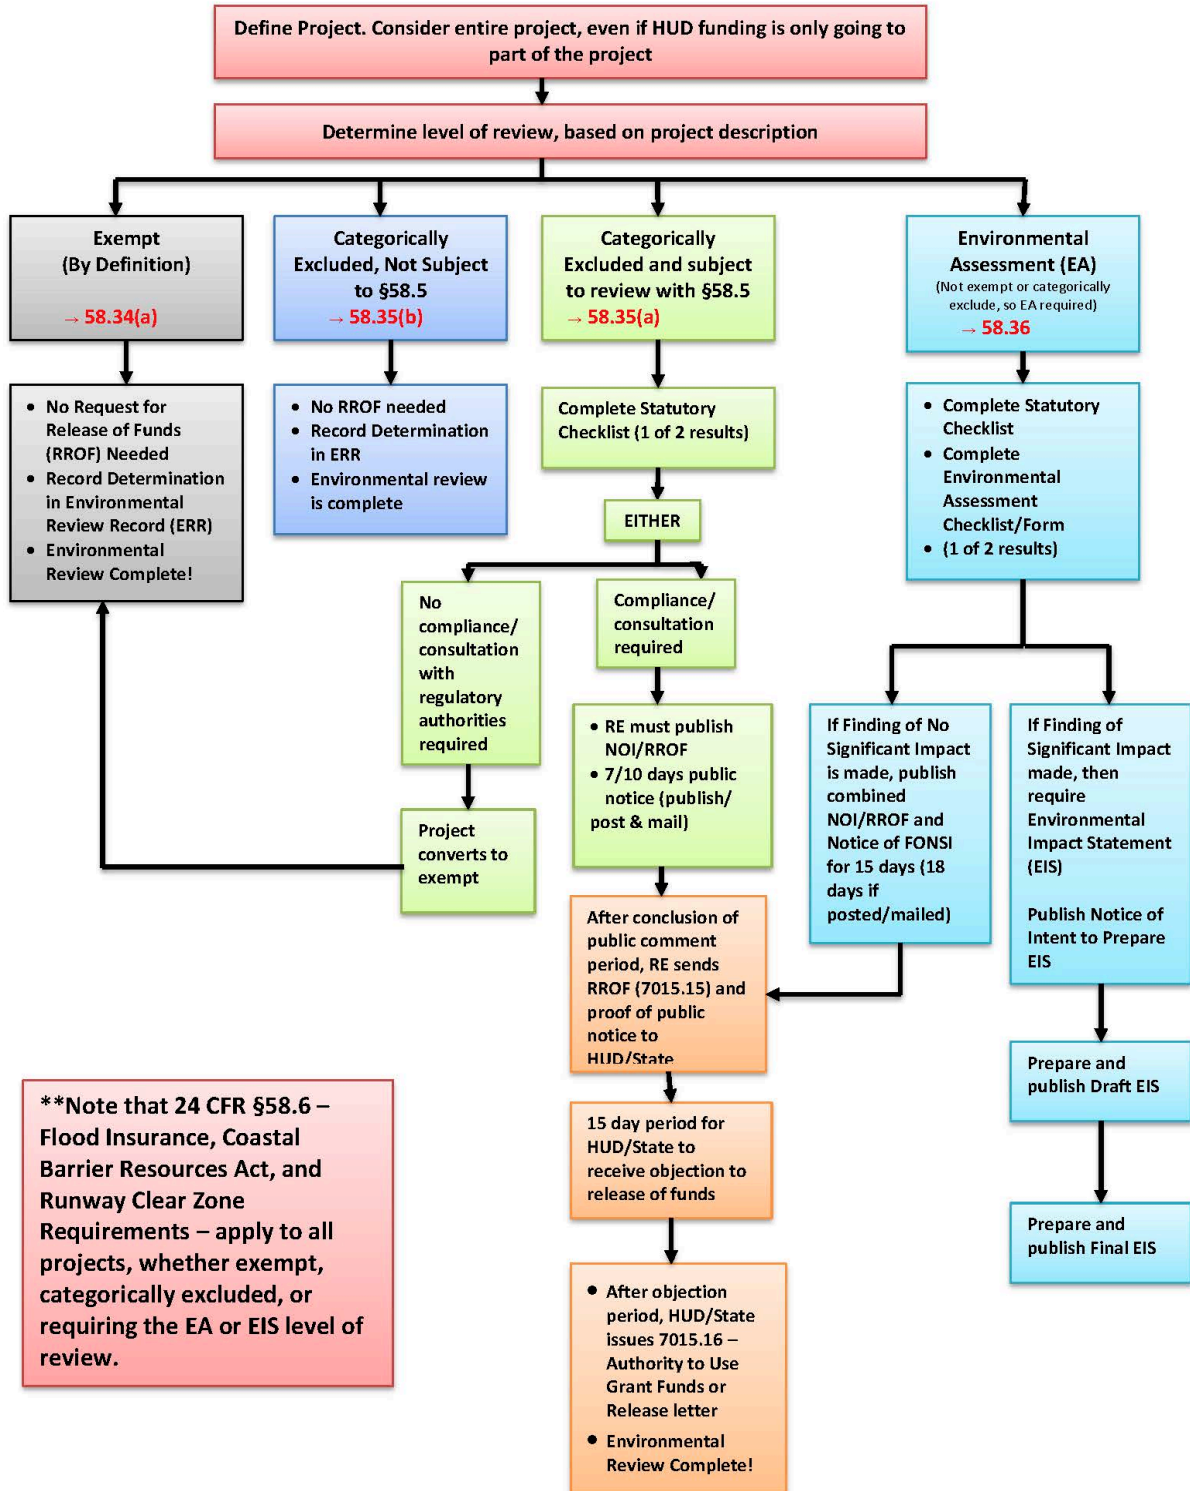 Define Project. Consider entire project, even if HUD funding is only going to
part of the project
Determine level of review, based on project description
Exempt
(By Definition)
→ 58.34(a)
Categorically
Excluded, Not Subject
to §58.5
→ 58.35(b)
Categorically
Excluded and subject
to review with §58.5
→ 58.35(a)
Environmental
Assessment (EA)
(Not exempt or categorically
exclude, so EA required)
→ 58.36
• No Request for
Release of Funds
(RROF) Needed
• Record Determination
in Environmental
Review Record (ERR)
• Environmental
Review Complete!
• No RROF needed
• Record Determination
in ERR
• Environmental review
is complete
Complete Statutory
Checklist (1 of 2 results)
• Complete Statutory
Checklist
• Complete
Environmental
Assessment
Checklist/Form
• (1 of 2 results)
EITHER
No
compliance/
consultation
with
regulatory
authorities
required
Compliance/
consultation
required
• RE must publish
NOI/RROF
• 7/10 days public
notice (publish/
post & mail)
If Finding of No
Significant Impact
is made, publish
combined
NOI/RROF and
Notice of FONSI
for 15 days (18
days if
posted/mailed)
If Finding of
Significant Impact
made, then
require
Environmental
Impact Statement
(EIS)
Publish Notice of
Intent to Prepare
EIS
Project
converts to
exempt
After conclusion of
public comment
period, RE sends
RROF (7015.15) and
proof of public
notice to
HUD/State
Prepare and
publish Draft EIS
15 day period for
HUD/State to
receive objection to
release of funds
Prepare and
publish Final EIS
**Note that 24 CFR §58.6 –
Flood Insurance, Coastal
Barrier Resources Act, and
Runway Clear Zone
Requirements – apply to all
projects, whether exempt,
categorically excluded, or
requiring the EA or EIS level of
review.
• After objection
period, HUD/State
issues 7015.16 –
Authority to Use
Grant Funds or
Release letter
• Environmental
Review Complete!